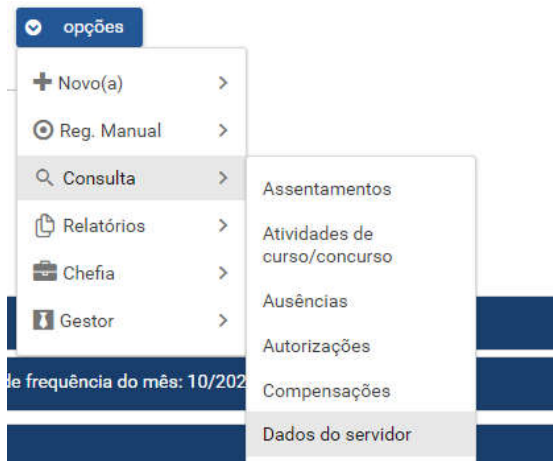 opções
Novo(a)
Reg. Manual
Consulta
Relatórios
Chefia
Gestor
Assentamentos
Atividades de
curso/concurso
Ausências
Autorizações
Compensações
Dados do servidor
de frequência do mês: 10/202